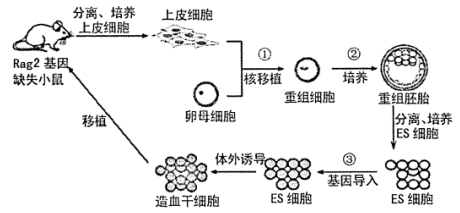 分离、培养
上皮细胞
上皮细胞
Rag2 基因
缺失小鼠
①
核移植
②
培养
卵母细胞
重组细胞
重组胚胎
分离、培养
ES 细胞
移植
体外诱导
③
基因导入
造血干细胞
ES 细胞
ES 细胞